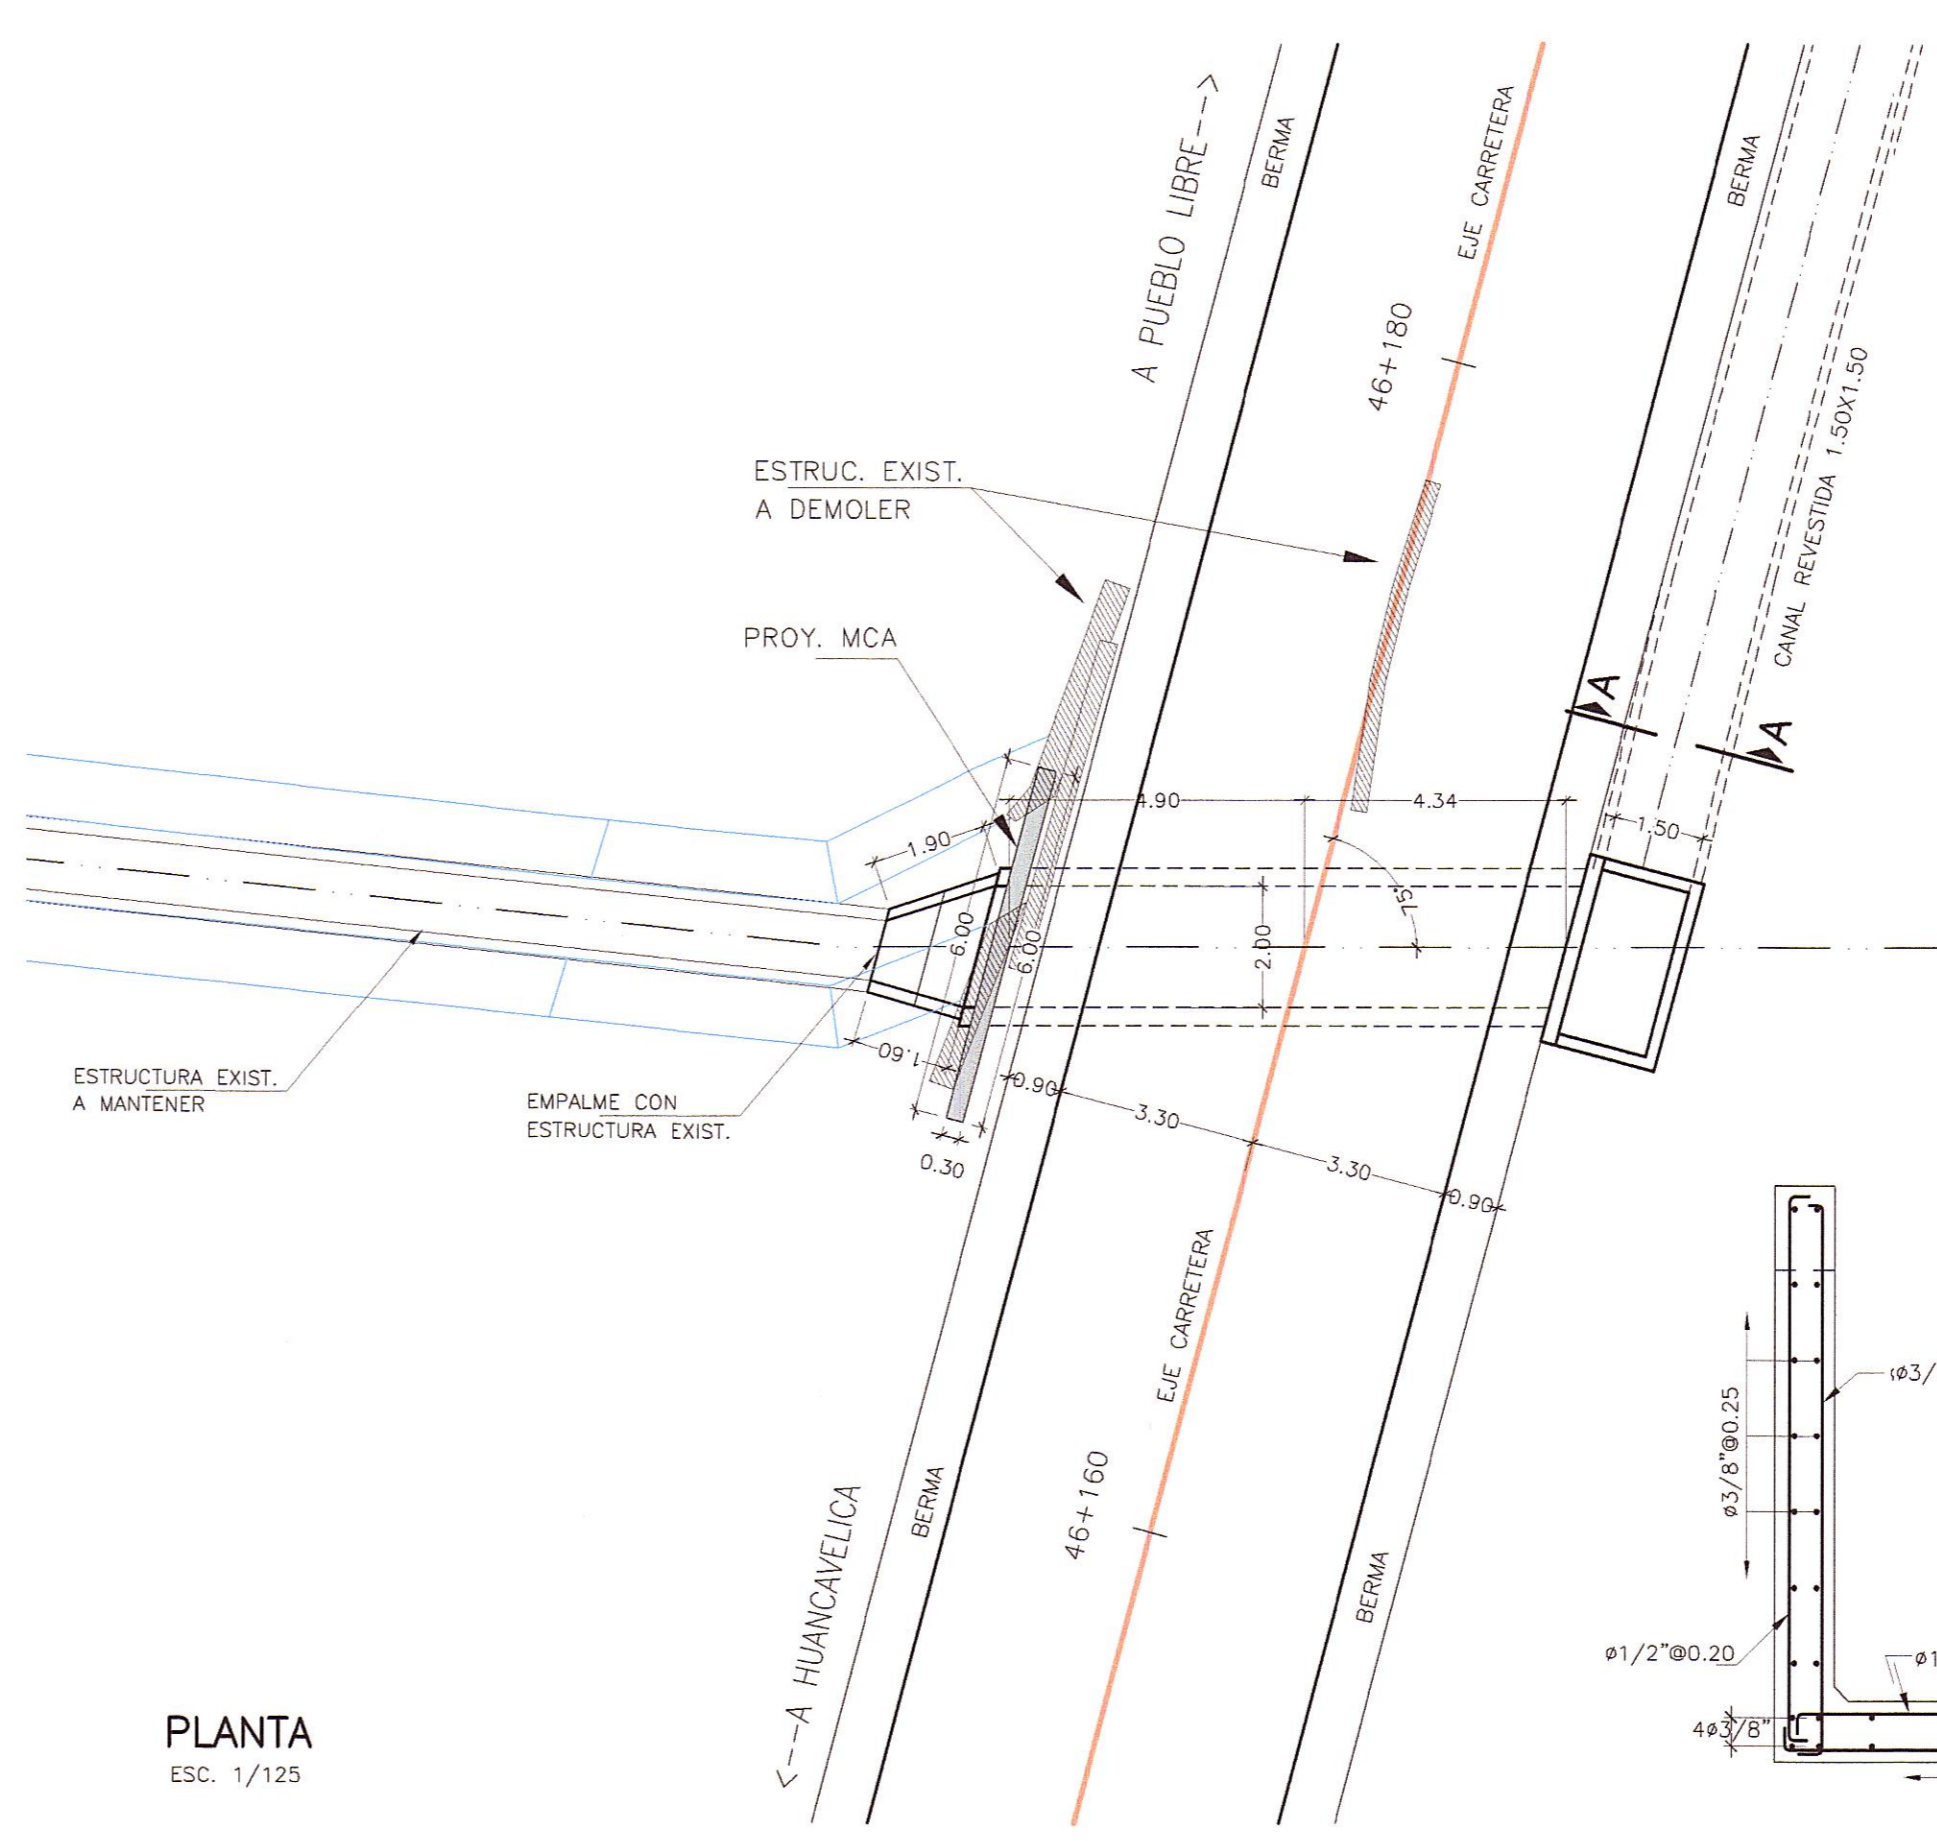 A PUEBLO LIBRE--->
BERMA
EJE CARRETERA
BERMA
46+180
CANAL REVESTIDA 1.50X1.50
ESTRUC. EXIST.
A DEMOLER
PROY. MCA
A
A
4.90
4.34
1.50
1.90
75°
6.00
6.00
2.00
1.60
0.90
3.30
3.30
0.90
0.30
ESTRUCTURA EXIST.
A MANTENER
EMPALME CON
ESTRUCTURA EXIST.
EJE CARRETERA
46+160
BERMA
BERMA
<---A HUANCAVELICA
ø3/8"@0.25
ø3/
ø1/2"@0.20
ø1
4ø3/8"
PLANTA
ESC. 1/125